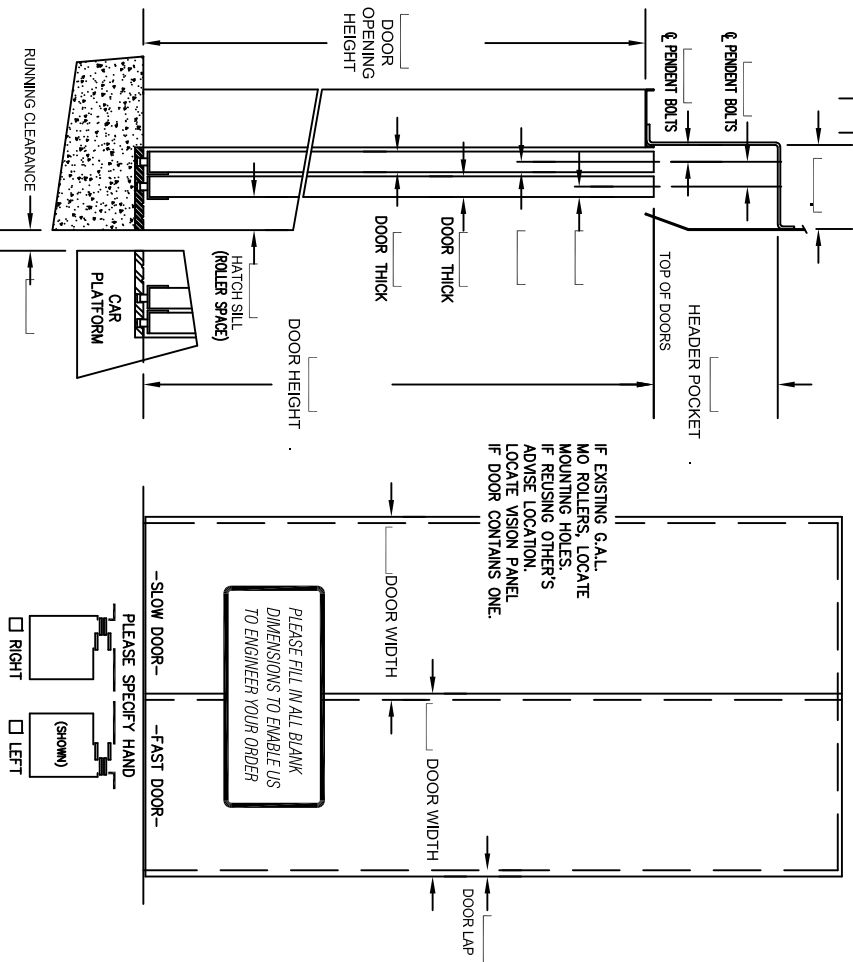 DOOR
OPENING
HEIGHT
℄ PENDENT BOLTS
℄ PENDENT BOLTS
RUNNING CLEARANCE
CAR
PLATFORM
HATCH SILL
(ROLLER SPACE)
DOOR THICK
DOOR THICK
TOP OF DOORS
HEADER POCKET
DOOR HEIGHT
IF EXISTING G.A.L.
MO ROLLERS, LOCATE
MOUNTING HOLES.
IF REUSING OTHER'S
ADVISE LOCATION.
LOCATE VISION PANEL
IF DOOR CONTAINS ONE.
DOOR WIDTH
DOOR WIDTH
DOOR LAP
PLEASE FILL IN ALL BLANK
DIMENSIONS TO ENABLE US
TO ENGINEER YOUR ORDER
-SLOW DOOR-
-FAST DOOR-
PLEASE SPECIFY HAND
(SHOWN)
□ RIGHT
□ LEFT